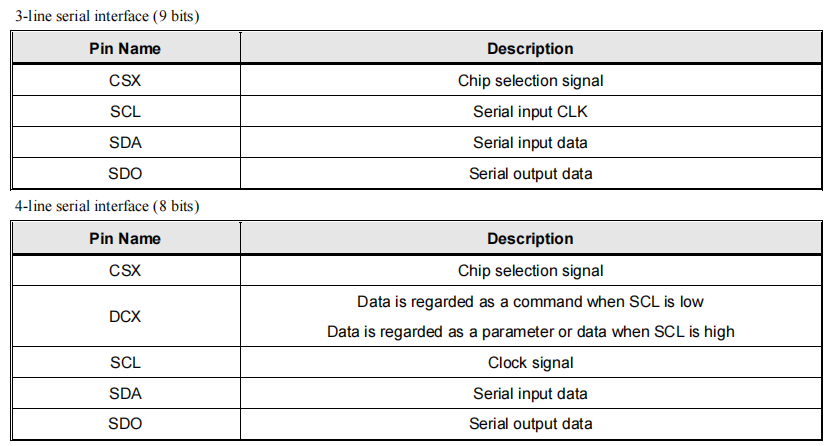 3-line serial interface (9 bits)
Pin Name Description
CSX Chip selection signal
SCL Serial input CLK
SDA Serial input data
SDO Serial output data
4-line serial interface (8 bits)
Pin Name Description
CSX Chip selection signal
DCX Data is regarded as a command when SCL is low
Data is regarded as a parameter or data when SCL is high
SCL Clock signal
SDA Serial input data
SDO Serial output data